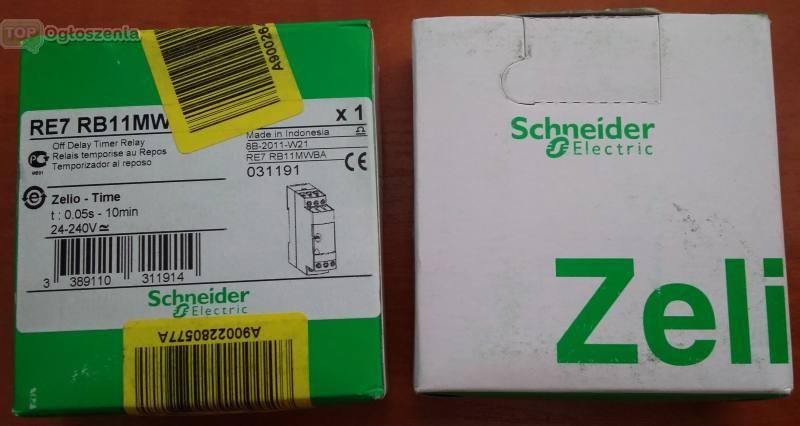 TOP Ogłoszenia
A90026
RE7 RB11MW
x 1
Off Delay Timer Relay
Relais temporise au Repos
Temporizador al reposo
Made in Indonesia
8B-2011-W21
RE7 RB11MWBA
CE
031191
Zelio - Time
t : 0.05s - 10min
24-240V ≃
3 389110 311914
Schneider
Electric
A9002280577A
Schneider
Electric
Zeli